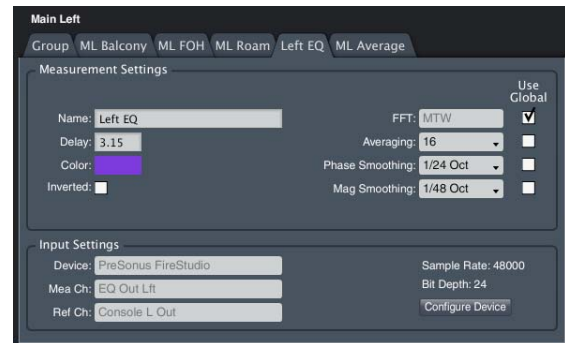 Main Left
Group ML Balcony ML FOH ML Roam Left EQ ML Average
Measurement Settings
Use
Global
Name: Left EQ FFT: MTW
Delay: 3.15 Averaging: 16
Color: Phase Smoothing: 1/24 Oct
Inverted: Mag Smoothing: 1/48 Oct
Input Settings
Device: PreSonus FireStudio Sample Rate: 48000
Mea Ch: EQ Out Lft Bit Depth: 24
Ref Ch: Console L Out Configure Device